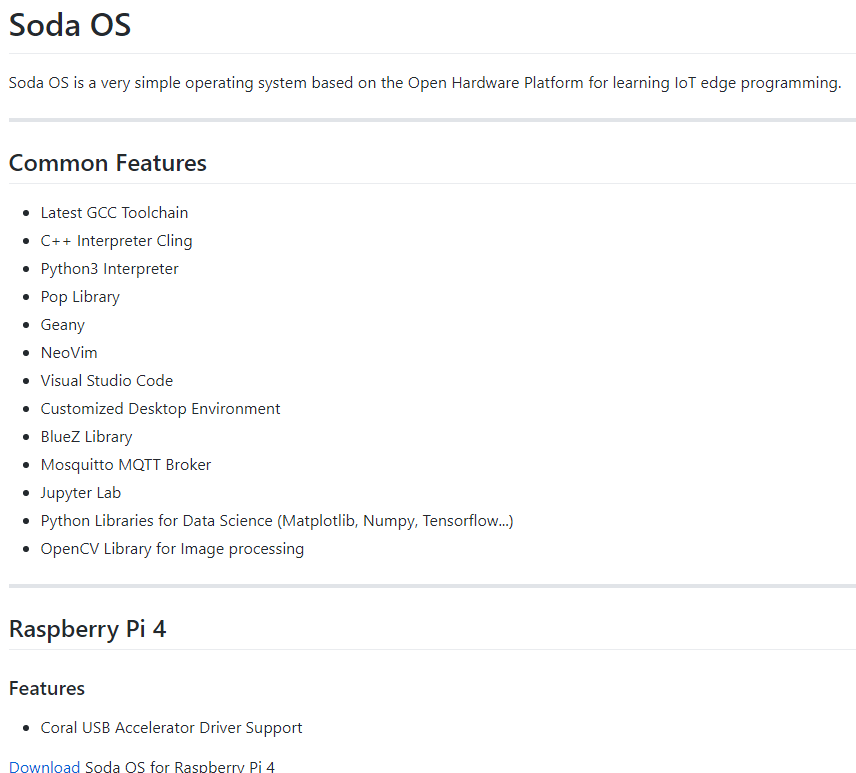 Soda OS
Soda OS is a very simple operating system based on the Open Hardware Platform for learning IoT edge programming.
Common Features
Latest GCC Toolchain
C++ Interpreter Cling
Python3 Interpreter
Pop Library
Geany
NeoVim
Visual Studio Code
Customized Desktop Environment
BlueZ Library
Mosquitto MQTT Broker
Jupyter Lab
Python Libraries for Data Science (Matplotlib, Numpy, Tensorflow...)
OpenCV Library for Image processing
Raspberry Pi 4
Features
Coral USB Accelerator Driver Support
Download Soda OS for Raspberry Pi 4